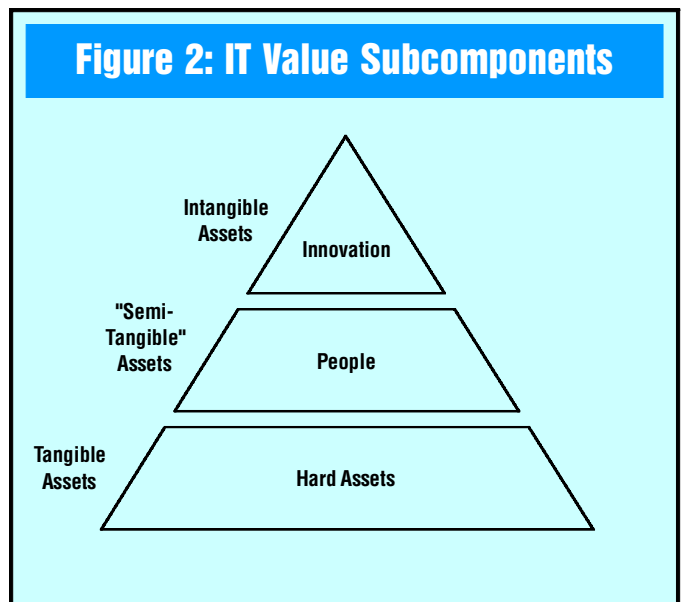 Figure 2: IT Value Subcomponents
Intangible
Assets
Innovation
"Semi-
Tangible"
Assets
People
Tangible
Assets
Hard Assets